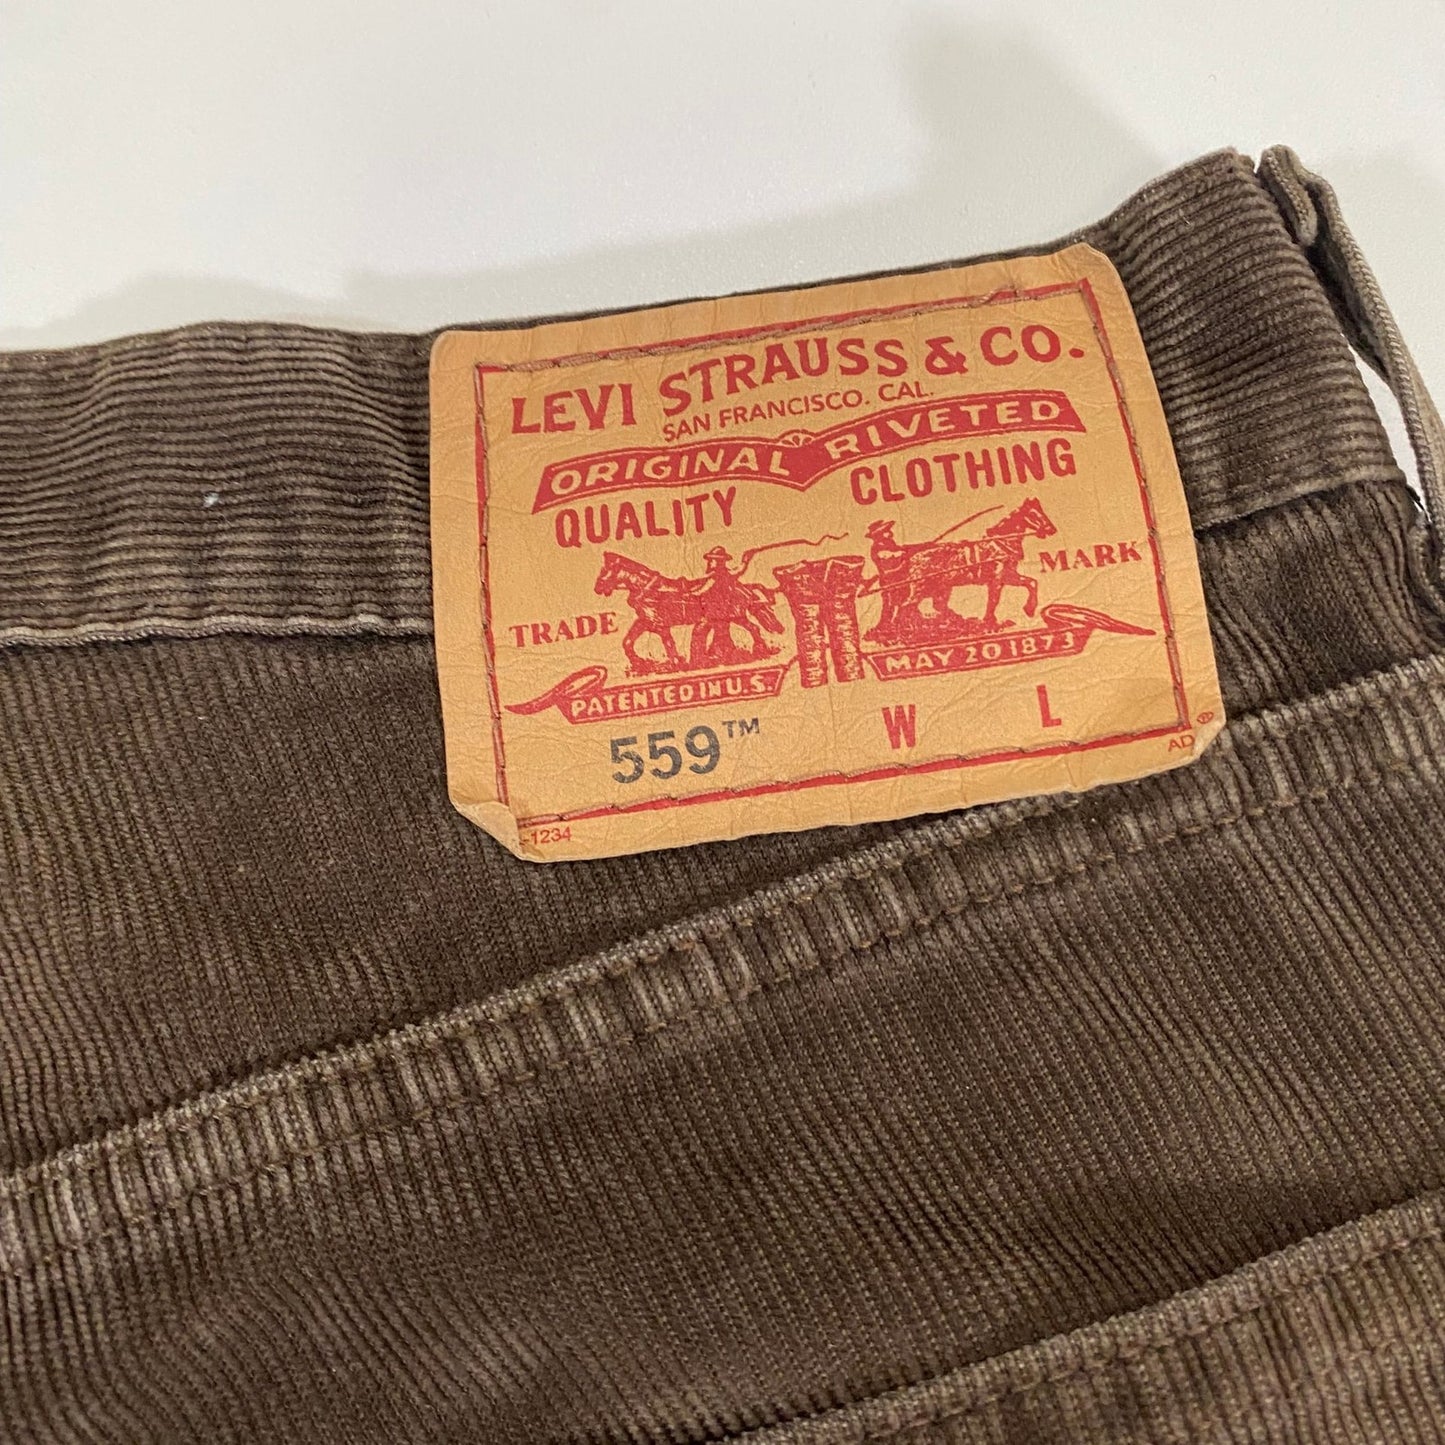 LEVI STRAUSS & CO.
SAN FRANCISCO, CAL.
ORIGINAL RIVETED
QUALITY CLOTHING
TRADE MARK
PATENTED IN U.S. MAY 20 1873
559™ W L
-1234 AD ®